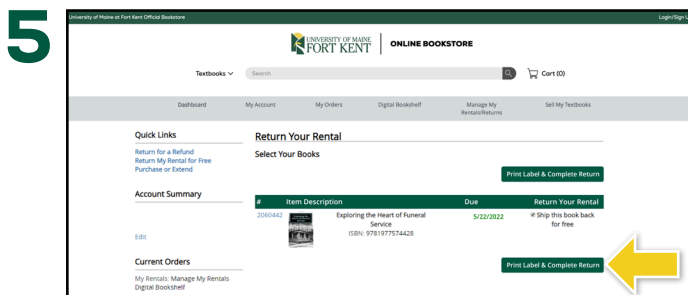 5
University of Maine at Fort Kent Official Bookstore
Login/Sign U
UNIVERSITY OF MAINE
FORT KENT
ONLINE BOOKSTORE
Textbooks
Search
Cart (0)
Dashboard
My Account
My Orders
Digital Bookshelf
Manage My
Rentals/Returns
Sell My Textbooks
Quick Links
Return for a Refund
Return My Rental for Free
Purchase or Extend
Account Summary
Edit
Current Orders
My Rentals: Manage My Rentals
Digital Bookshelf
Return Your Rental
Select Your Books
Print Label & Complete Return
# Item Description Due Return Your Rental
2060442
Exploring the Heart of Funeral
Service
ISBN: 9781977574428
5/22/2022
Ship this book back
for free
Print Label & Complete Return